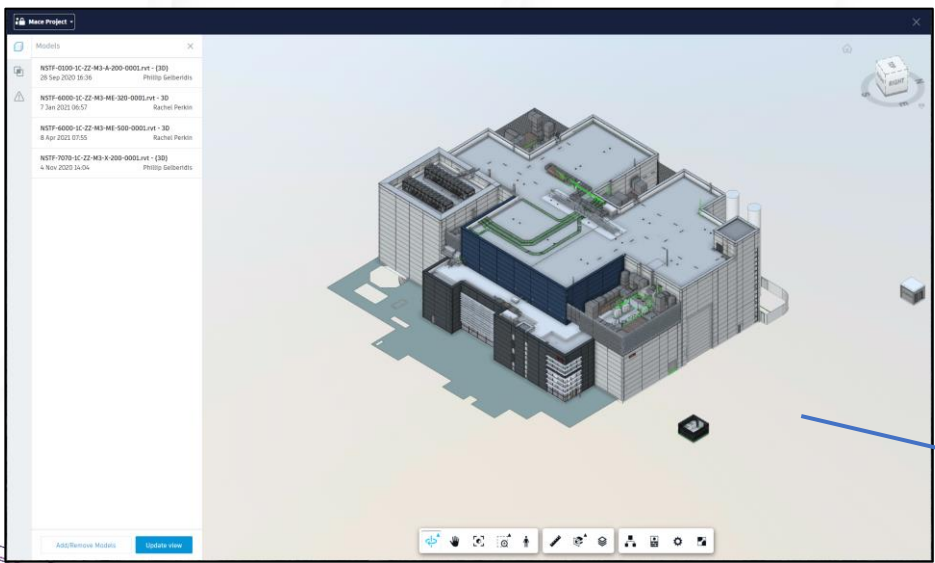 Mace Project
Models
NSTF-0100-1C-ZZ-M3-A-200-0001.rvt - {3D}
28 Sep 2020 16:36 Phillip Gelberidis
NSTF-6000-1C-ZZ-M3-ME-320-0001.rvt - 3D
7 Jan 2021 06:57 Rachel Perkin
NSTF-6000-1C-ZZ-M3-ME-500-0001.rvt - 3D
8 Apr 2021 07:55 Rachel Perkin
NSTF-7070-1C-ZZ-M3-X-200-0001.rvt - {3D}
4 Nov 2020 14:04 Phillip Gelberidis
RIGHT
Add/Remove Models
Update view